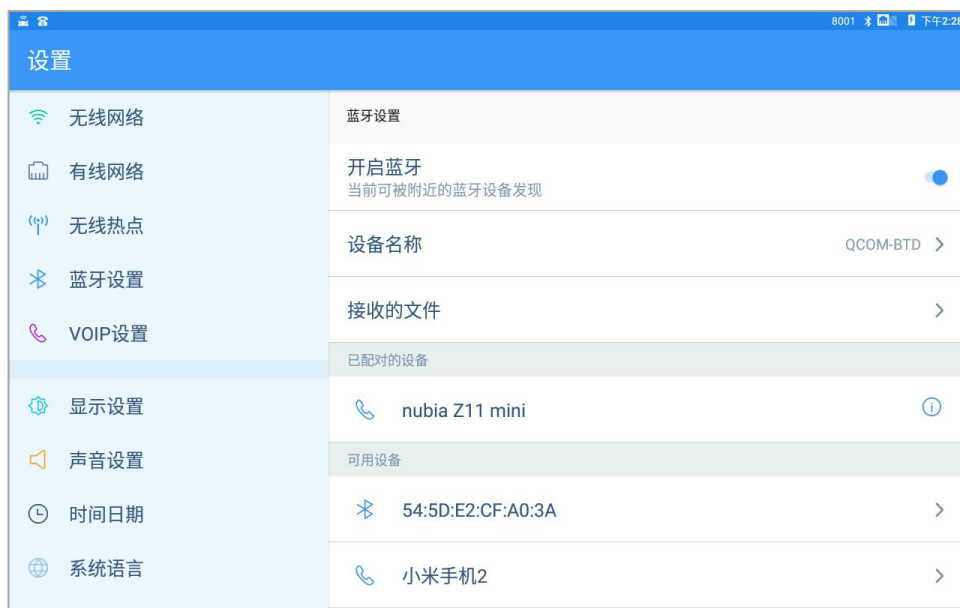 8001 下午2:28
设置
无线网络
有线网络
无线热点
蓝牙设置
VOIP设置
显示设置
声音设置
时间日期
系统语言
蓝牙设置
开启蓝牙
当前可被附近的蓝牙设备发现
设备名称 QCOM-BTD
接收的文件
已配对的设备
nubia Z11 mini
可用设备
54:5D:E2:CF:A0:3A
小米手机2